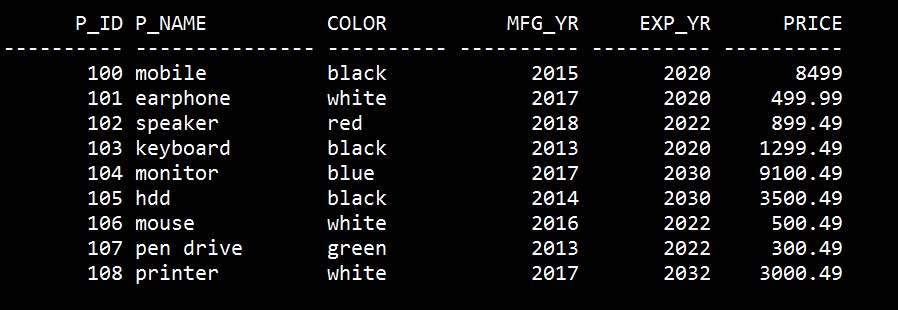 P_ID P_NAME          COLOR          MFG_YR     EXP_YR      PRICE
---------- --------------- ---------- ---------- ---------- ----------
       100 mobile          black            2015       2020       8499
       101 earphone        white            2017       2020     499.99
       102 speaker         red              2018       2022     899.49
       103 keyboard        black            2013       2020    1299.49
       104 monitor         blue             2017       2030    9100.49
       105 hdd             black            2014       2030    3500.49
       106 mouse           white            2016       2022     500.49
       107 pen drive       green            2013       2022     300.49
       108 printer         white            2017       2032    3000.49